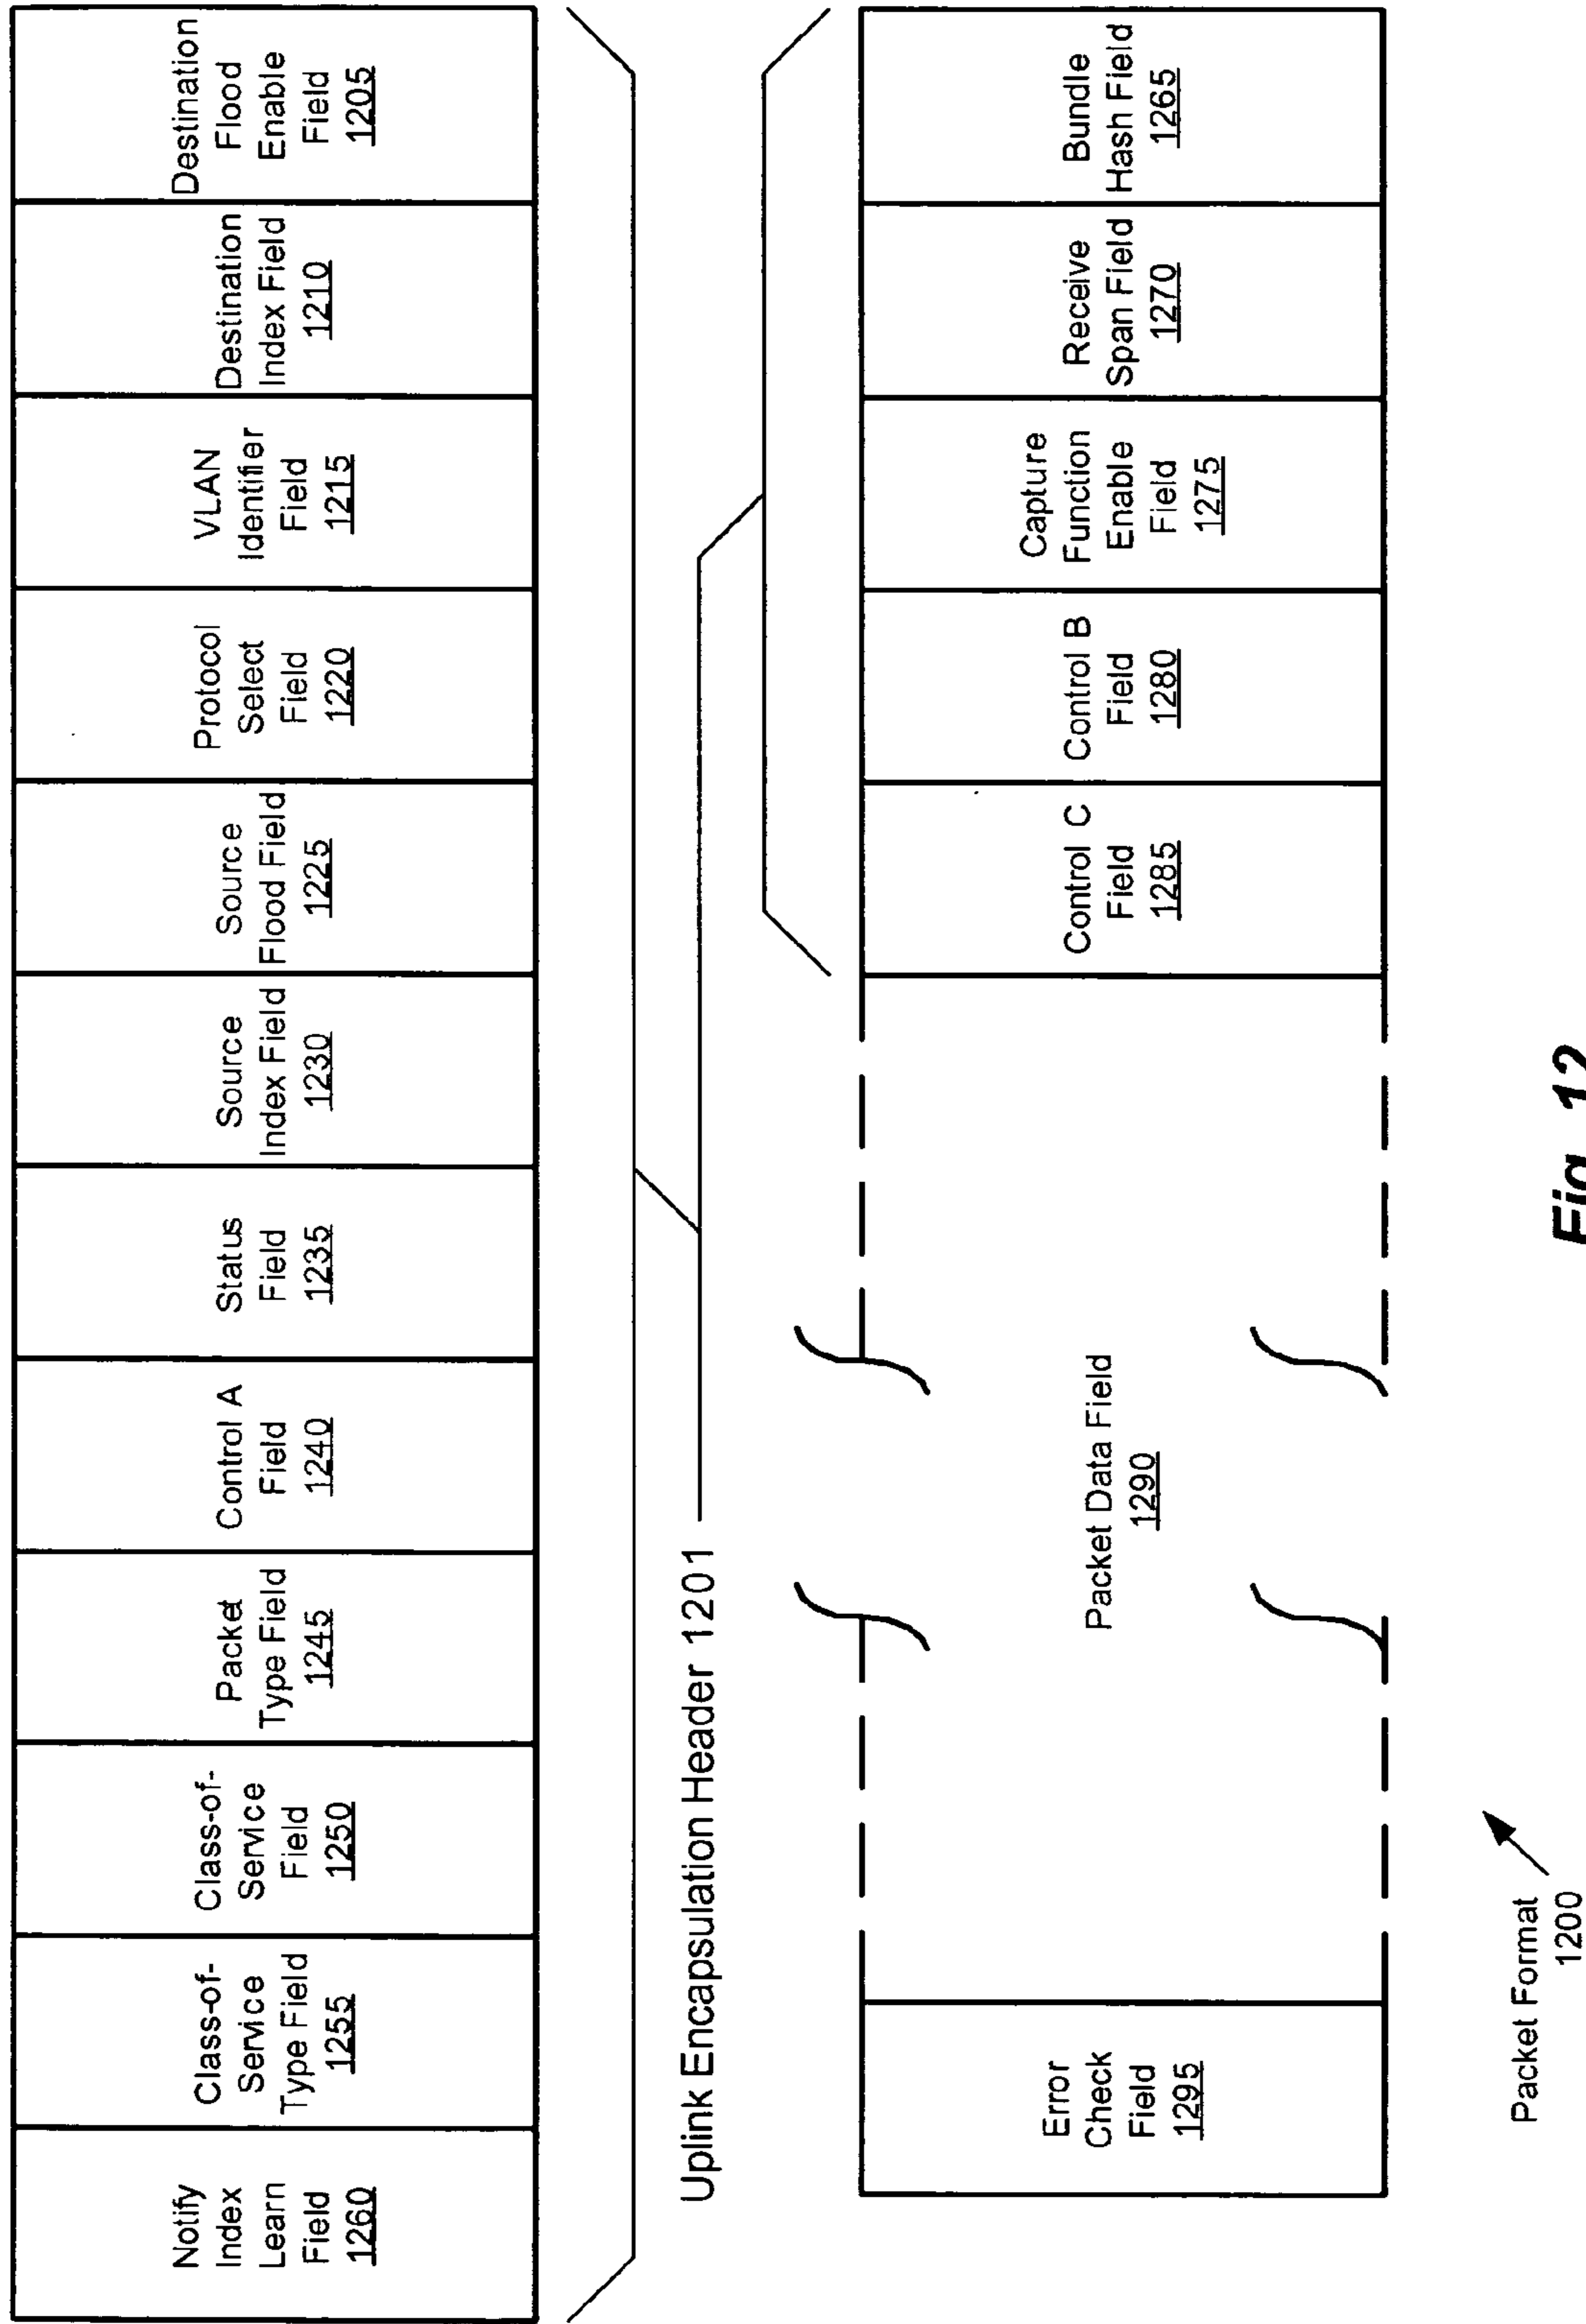 Notify
Index
Learn
Field
1260
Class-of-
Service
Type Field
1255
Class-of-
Service
Field
1250
Packet
Type Field
1245
Control A
Field
1240
Status
Field
1235
Source
Index Field
1230
Source
Flood Field
1225
Protocol
Select
Field
1220
VLAN
Identifier
Field
1215
Destination
Index Field
1210
Destination
Flood
Enable
Field
1205
Uplink Encapsulation Header 1201
Error
Check
Field
1295
Packet Data Field
1290
Control C
Field
1285
Control B
Field
1280
Capture
Function
Enable
Field
1275
Receive
Span Field
1270
Bundle
Hash Field
1265
Packet Format
1200
Fig. 12